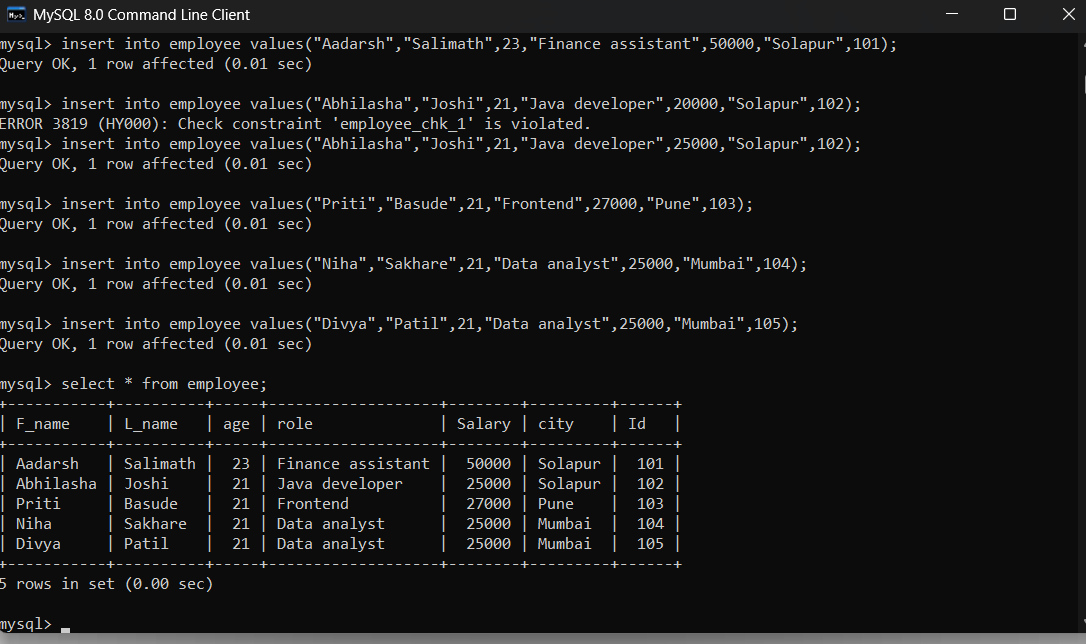 MySQL 8.0 Command Line Client
mysql> insert into employee values("Aadarsh","Salimath",23,"Finance assistant",50000,"Solapur",101);
Query OK, 1 row affected (0.01 sec)
mysql> insert into employee values("Abhilasha","Joshi",21,"Java developer",20000,"Solapur",102);
ERROR 3819 (HY000): Check constraint 'employee_chk_1' is violated.
mysql> insert into employee values("Abhilasha","Joshi",21,"Java developer",25000,"Solapur",102);
Query OK, 1 row affected (0.01 sec)
mysql> insert into employee values("Priti","Basude",21,"Frontend",27000,"Pune",103);
Query OK, 1 row affected (0.01 sec)
mysql> insert into employee values("Niha","Sakhare",21,"Data analyst",25000,"Mumbai",104);
Query OK, 1 row affected (0.01 sec)
mysql> insert into employee values("Divya","Patil",21,"Data analyst",25000,"Mumbai",105);
Query OK, 1 row affected (0.01 sec)
mysql> select * from employee;
+-----------+----------+-----+-------------------+--------+---------+------+
| F_name    | L_name   | age | role              | Salary | city    | Id   |
+-----------+----------+-----+-------------------+--------+---------+------+
| Aadarsh   | Salimath |  23 | Finance assistant |  50000 | Solapur |  101 |
| Abhilasha | Joshi    |  21 | Java developer    |  25000 | Solapur |  102 |
| Priti     | Basude   |  21 | Frontend          |  27000 | Pune    |  103 |
| Niha      | Sakhare  |  21 | Data analyst      |  25000 | Mumbai  |  104 |
| Divya     | Patil    |  21 | Data analyst      |  25000 | Mumbai  |  105 |
+-----------+----------+-----+-------------------+--------+---------+------+
5 rows in set (0.00 sec)
mysql>